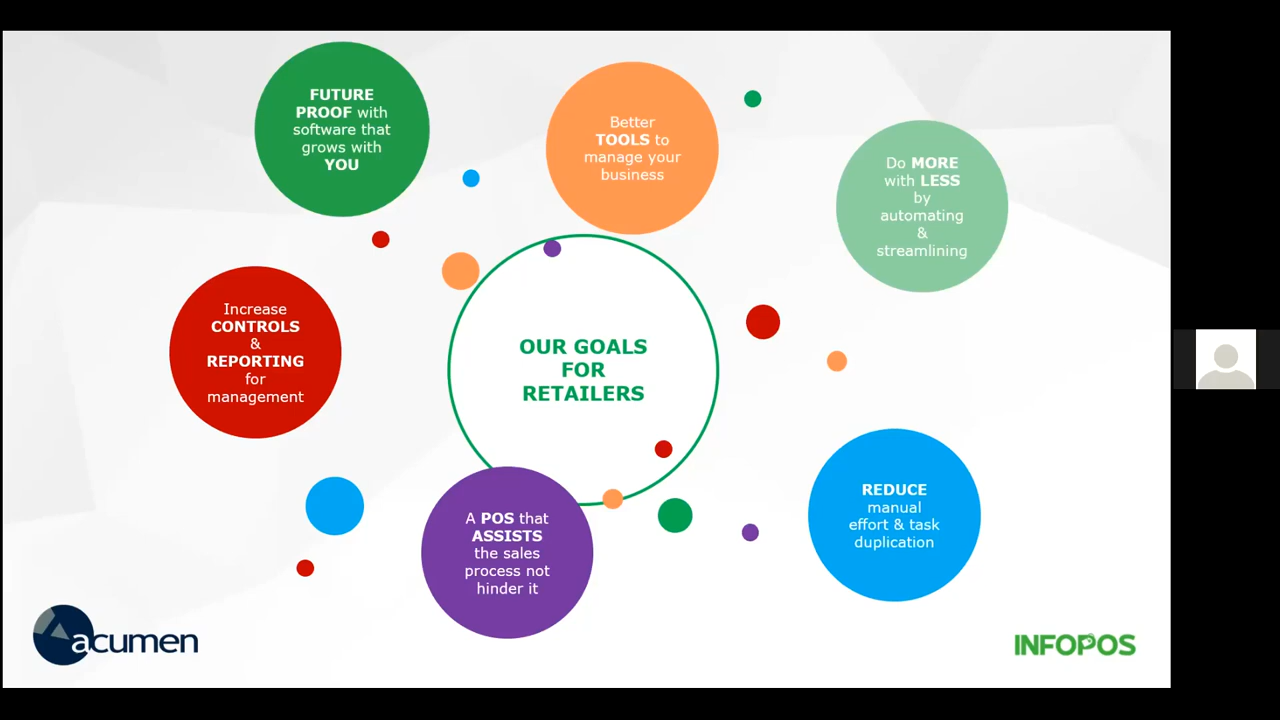 FUTURE
PROOF with
software that
grows with
YOU
Better
TOOLS to
manage your
business
Do MORE
with LESS
by
automating
&
streamlining
Increase
CONTROLS
&
REPORTING
for
management
OUR GOALS
FOR
RETAILERS
A POS that
ASSISTS
the sales
process not
hinder it
REDUCE
manual
effort & task
duplication
acumen
INFOPOS